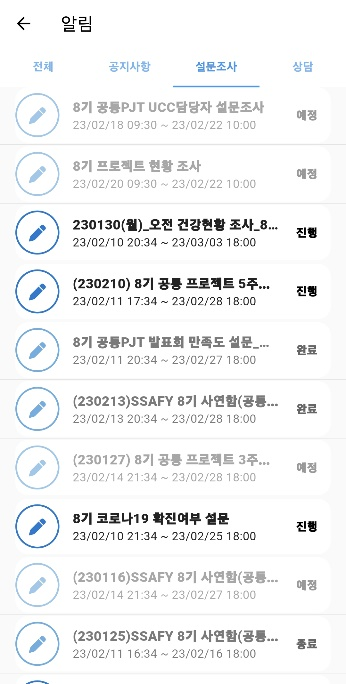 알림
전체 공지사항 설문조사 상담
8기 공통PJT UCC담당자 설문조사
23/02/18 09:30 ~ 23/02/22 10:00
예정
8기 프로젝트 현황 조사
23/02/20 09:30 ~ 23/02/22 10:00
예정
230130(월)_오전 건강현황 조사_8...
23/02/10 20:34 ~ 23/03/03 18:00
진행
(230210) 8기 공통 프로젝트 5주...
23/02/11 17:34 ~ 23/02/28 18:00
진행
8기 공통PJT 발표회 만족도 설문_...
23/02/11 20:34 ~ 23/02/27 18:00
완료
(230213)SSAFY 8기 사연함(공통...
23/02/13 20:34 ~ 23/02/28 18:00
완료
(230127) 8기 공통 프로젝트 3주...
23/02/14 21:34 ~ 23/02/28 18:00
예정
8기 코로나19 확진여부 설문
23/02/10 21:34 ~ 23/02/25 18:00
진행
(230116)SSAFY 8기 사연함(공통...
23/02/14 21:34 ~ 23/02/27 18:00
예정
(230125)SSAFY 8기 사연함(공통...
23/02/11 16:34 ~ 23/02/16 18:00
종료